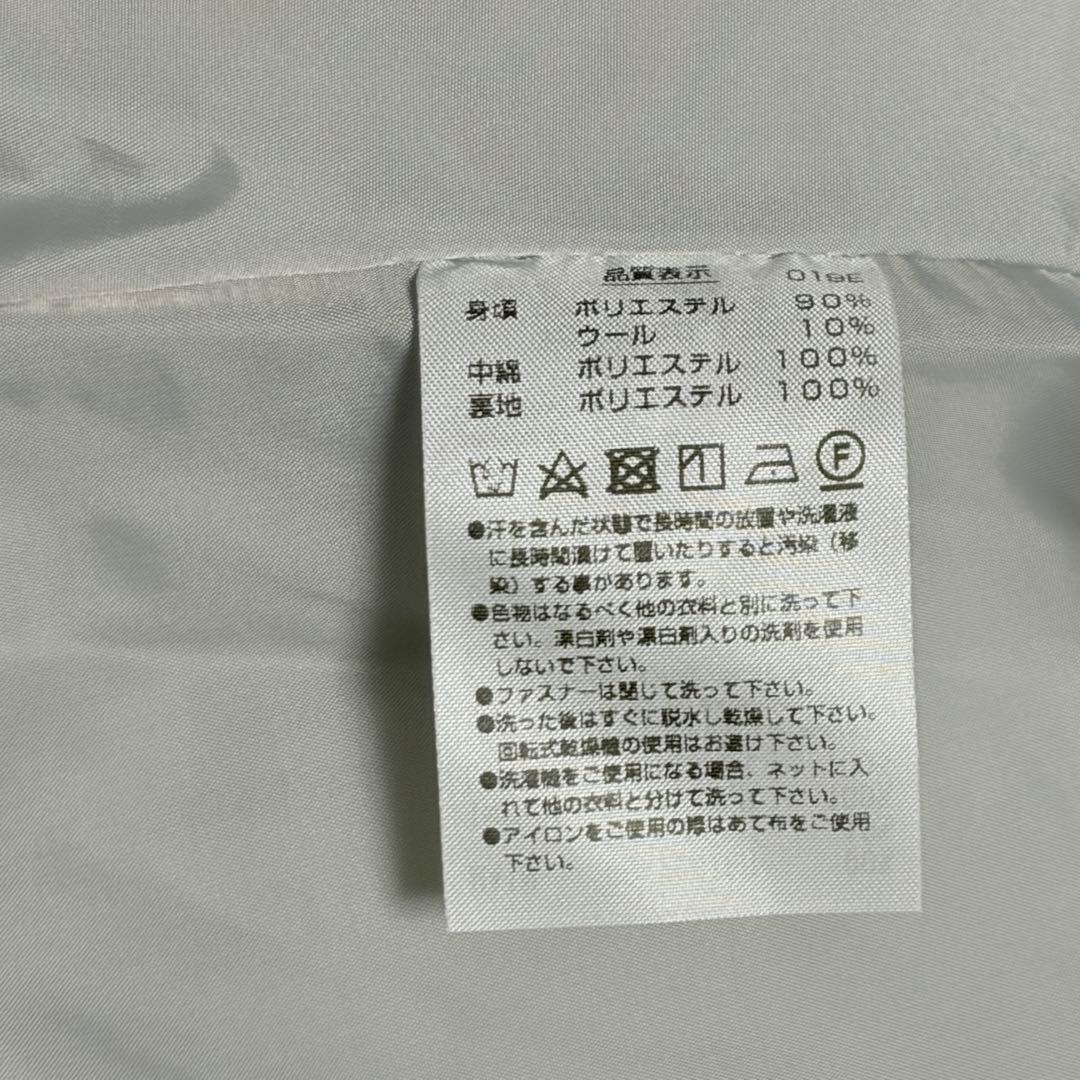 品質表示 019E
身頃 ポリエステル 90%
ウール 10%
中綿 ポリエステル 100%
裏地 ポリエステル 100%
F
●汗を含んだ状態で長時間の放置や洗濯液
に長時間漬けて置いたりすると汚染（移
染）する事があります。
●色物はなるべく他の衣料と別に洗って下
さい。漂白剤や漂白剤入りの洗剤を使用
しないで下さい。
●ファスナーは閉じて洗って下さい。
●洗った後はすぐに脱水し乾燥して下さい。
回転式乾燥機の使用はお避け下さい。
●洗濯機をご使用になる場合、ネットに入
れて他の衣料と分けて洗って下さい。
●アイロンをご使用の際はあて布をご使用
下さい。